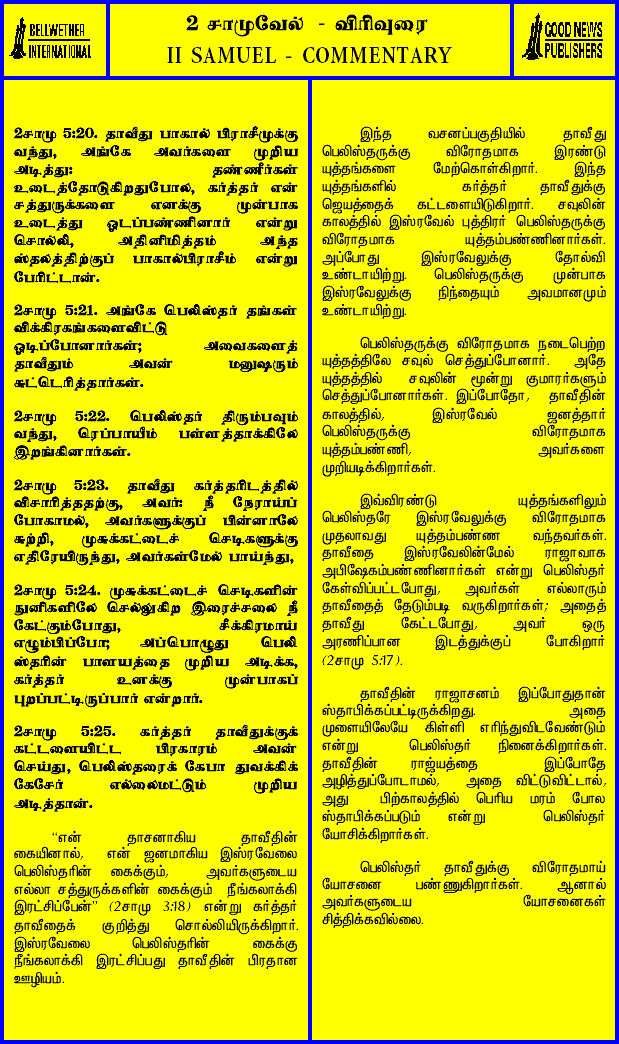 BELLWETHER
INTERNATIONAL
2 சாமுவேல் - விரிவுரை
II SAMUEL - COMMENTARY
GOOD NEWS
PUBLISHERS
2சாமு 5:20. தாவீது பாகால் பிராசீமுக்கு
வந்து, அங்கே அவர்களை முறிய
அடித்து: தண்ணீர்கள்
உடைத்தோடுகிறதுபோல, கர்த்தர் என்
சத்துருக்களை எனக்கு முன்பாக
உடைத்து ஓடப்பண்ணினார் என்று
சொல்லி, அதினிமித்தம் அந்த
ஸ்தலத்திற்குப் பாகால்பிராசீம் என்று
பேரிட்டான்.
2சாமு 5:21. அங்கே பெலிஸ்தர் தங்கள்
விக்கிரகங்களைவிட்டு
ஓடிப்போனார்கள்; அவைகளைத்
தாவீதும் அவன் மனுஷரும்
சுட்டெரித்தார்கள்.
2சாமு 5:22. பெலிஸ்தர் திரும்பவும்
வந்து, ரெப்பாயீம் பள்ளத்தாக்கிலே
இறங்கினார்கள்.
2சாமு 5:23. தாவீது கர்த்தரிடத்தில்
விசாரித்ததற்கு, அவர்: நீ நேராய்ப்
போகாமல், அவர்களுக்குப் பின்னாலே
சுற்றி, முசுக்கட்டைச் செடிகளுக்கு
எதிரேயிருந்து, அவர்கள்மேல் பாய்ந்து,
2சாமு 5:24. முசுக்கட்டைச் செடிகளின்
நுனிகளிலே செல்லுகிற இரைச்சலை நீ
கேட்கும்போது, சீக்கிரமாய்
எழும்பிப்போ; அப்பொழுது பெலி
ஸ்தரின் பாளயத்தை முறிய அடிக்க,
கர்த்தர் உனக்கு முன்பாகப்
புறப்பட்டிருப்பார் என்றார்.
2சாமு 5:25. கர்த்தர் தாவீதுக்குக்
கட்டளையிட்ட பிரகாரம் அவன்
செய்து, பெலிஸ்தரைக் கேபா துவக்கிக்
கேசேர் எல்லைமட்டும் முறிய
அடித்தான்.
“என் தாசனாகிய தாவீதின்
கையினால், என் ஜனமாகிய இஸ்ரவேலை
பெலிஸ்தரின் கைக்கும், அவர்களுடைய
எல்லா சத்துருக்களின் கைக்கும் நீங்கலாக்கி
இரட்சிப்பேன்” (2சாமு 3:18) என்று கர்த்தர்
தாவீதைக் குறித்து சொல்லியிருக்கிறார்.
இஸ்ரவேலை பெலிஸ்தரின் கைக்கு
நீங்கலாக்கி இரட்சிப்பது தாவீதின் பிரதான
ஊழியம்.
இந்த வசனப்பகுதியில் தாவீது
பெலிஸ்தருக்கு விரோதமாக இரண்டு
யுத்தங்களை மேற்கொள்கிறார். இந்த
யுத்தங்களில் கர்த்தர் தாவீதுக்கு
ஜெயத்தைக் கட்டளையிடுகிறார். சவுலின்
காலத்தில் இஸ்ரவேல் புத்திரர் பெலிஸ்தருக்கு
விரோதமாக யுத்தம்பண்ணினார்கள்.
அப்போது இஸ்ரவேலுக்கு தோல்வி
உண்டாயிற்று. பெலிஸ்தருக்கு முன்பாக
இஸ்ரவேலுக்கு நிந்தையும் அவமானமும்
உண்டாயிற்று.
பெலிஸ்தருக்கு விரோதமாக நடைபெற்ற
யுத்தத்திலே சவுல் செத்துப்போனார். அதே
யுத்தத்தில் சவுலின் மூன்று குமாரர்களும்
செத்துப்போனார்கள். இப்போதோ, தாவீதின்
காலத்தில், இஸ்ரவேல் ஜனத்தார்
பெலிஸ்தருக்கு விரோதமாக
யுத்தம்பண்ணி, அவர்களை
முறியடிக்கிறார்கள்.
இவ்விரண்டு யுத்தங்களிலும்
பெலிஸ்தரே இஸ்ரவேலுக்கு விரோதமாக
முதலாவது யுத்தம்பண்ண வந்தவர்கள்.
தாவீதை இஸ்ரவேலின்மேல் ராஜாவாக
அபிஷேகம்பண்ணினார்கள் என்று பெலிஸ்தர்
கேள்விப்பட்டபோது, அவர்கள் எல்லாரும்
தாவீதைத் தேடும்படி வருகிறார்கள்; அதைத்
தாவீது கேட்டபோது, அவர் ஒரு
அரணிப்பான இடத்துக்குப் போகிறார்
(2சாமு 5:17).
தாவீதின் ராஜாசனம் இப்போதுதான்
ஸ்தாபிக்கப்பட்டிருக்கிறது. அதை
முளையிலேயே கிள்ளி எரிந்துவிடவேண்டும்
என்று பெலிஸ்தர் நினைக்கிறார்கள்.
தாவீதின் ராஜ்யத்தை இப்போதே
அழித்துப்போடாமல், அதை விட்டுவிட்டால்,
அது பிற்காலத்தில் பெரிய மரம் போல
ஸ்தாபிக்கப்படும் என்று பெலிஸ்தர்
யோசிக்கிறார்கள்.
பெலிஸ்தர் தாவீதுக்கு விரோதமாய்
யோசனை பண்ணுகிறார்கள். ஆனால்
அவர்களுடைய யோசனைகள்
சித்திக்கவில்லை.